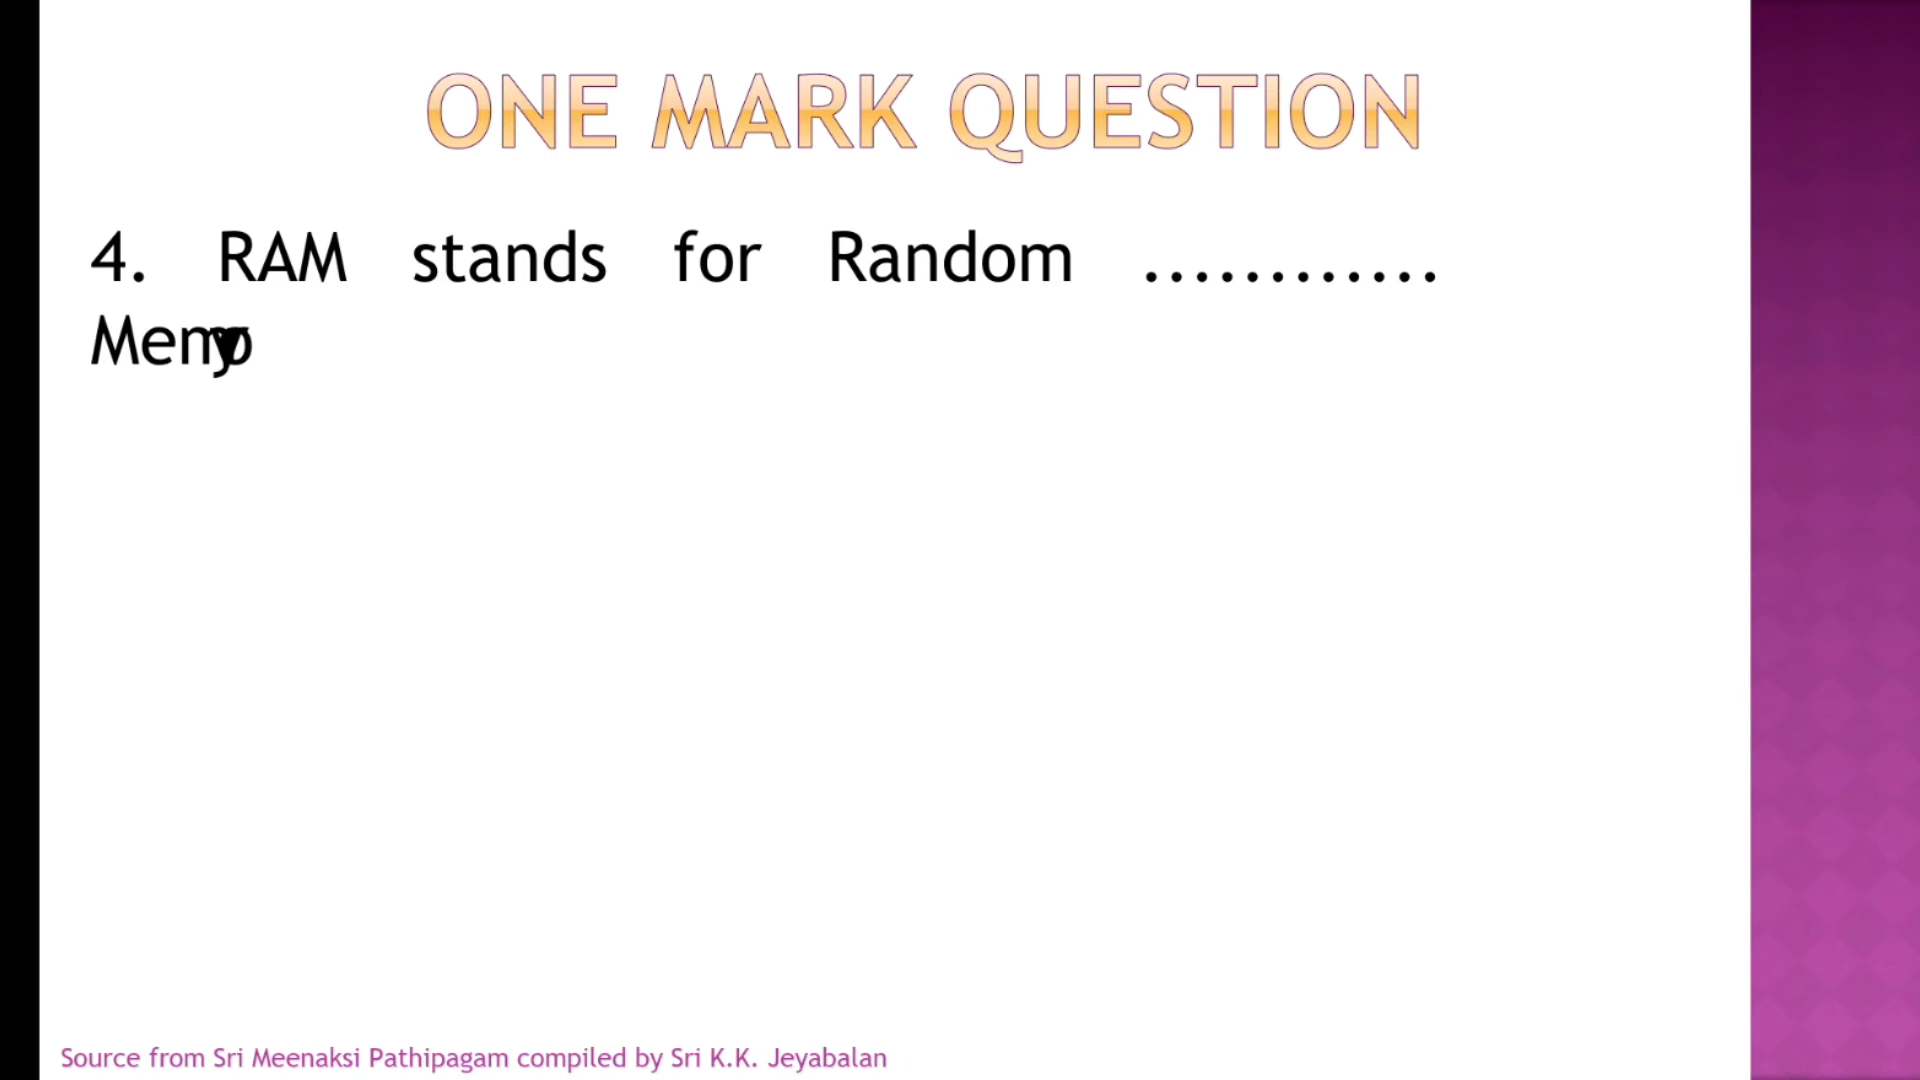 ONE MARK QUESTION
4. RAM stands for Random ............
Source from Sri Meenaksi Pathipagam compiled by Sri K.K. Jeyabalan